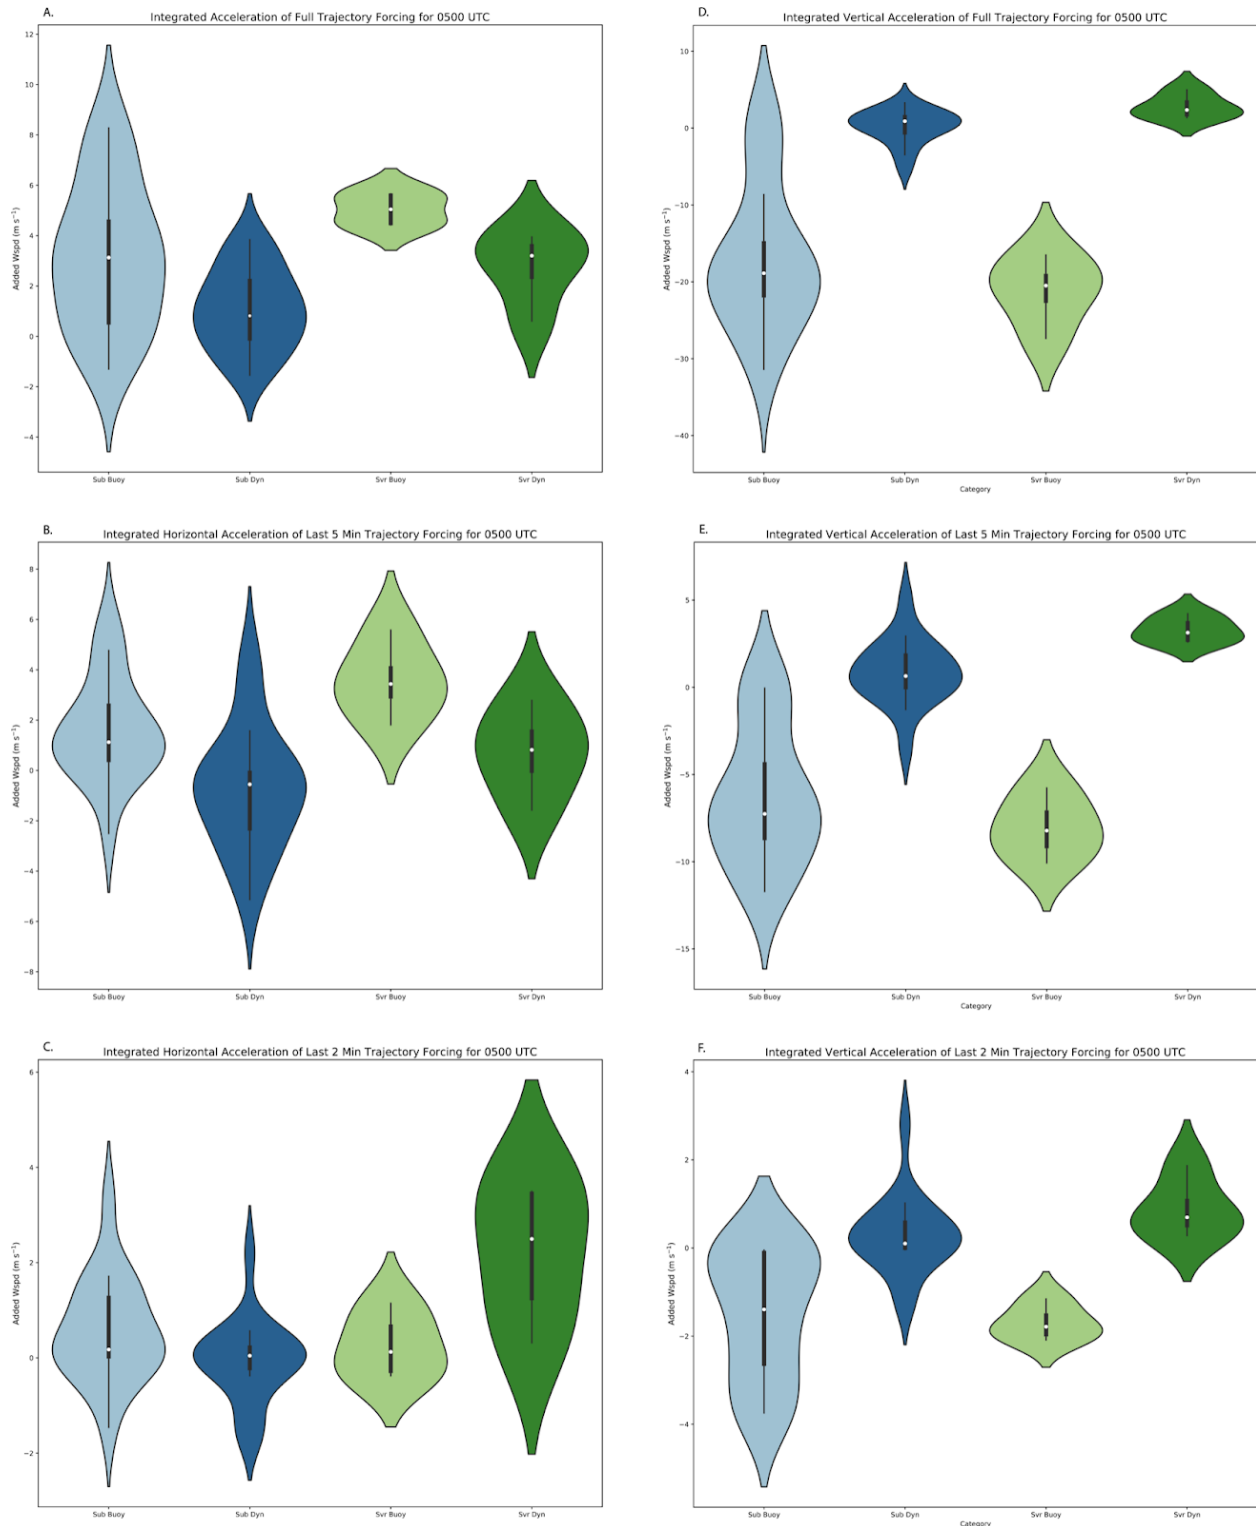 A.
Integrated Acceleration of Full Trajectory Forcing for 0500 UTC
12
10
8
6
4
2
0
−2
−4
Added Wspd (m s⁻¹)
Sub Buoy
Sub Dyn
Svr Buoy
Svr Dyn
D.
Integrated Vertical Acceleration of Full Trajectory Forcing for 0500 UTC
10
0
−10
−20
−30
−40
Added Wspd (m s⁻¹)
Sub Buoy
Sub Dyn
Svr Buoy
Svr Dyn
Category
B.
Integrated Horizontal Acceleration of Last 5 Min Trajectory Forcing for 0500 UTC
8
6
4
2
0
−2
−4
−6
−8
Added Wspd (m s⁻¹)
Sub Buoy
Sub Dyn
Svr Buoy
Svr Dyn
E.
Integrated Vertical Acceleration of Last 5 Min Trajectory Forcing for 0500 UTC
5
0
−5
−10
−15
Added Wspd (m s⁻¹)
Sub Buoy
Sub Dyn
Svr Buoy
Svr Dyn
Category
C.
Integrated Horizontal Acceleration of Last 2 Min Trajectory Forcing for 0500 UTC
6
4
2
0
−2
Added Wspd (m s⁻¹)
Sub Buoy
Sub Dyn
Svr Buoy
Svr Dyn
F.
Integrated Vertical Acceleration of Last 2 Min Trajectory Forcing for 0500 UTC
4
2
0
−2
−4
Added Wspd (m s⁻¹)
Sub Buoy
Sub Dyn
Svr Buoy
Svr Dyn
Category